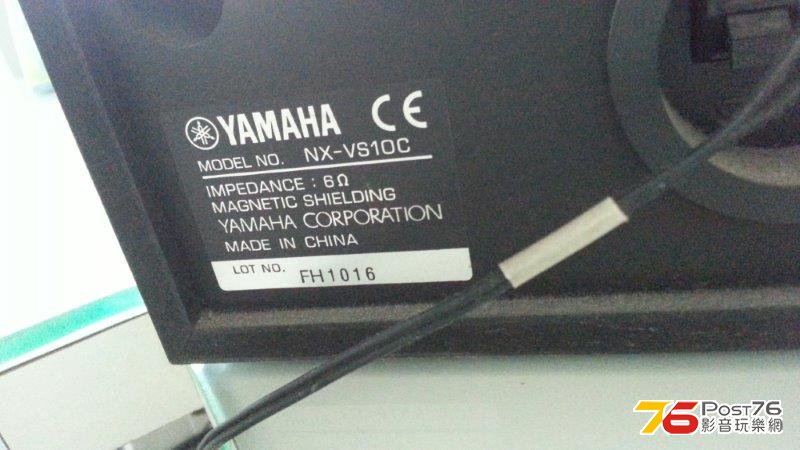 YAMAHA CE
MODEL NO. NX-VS10C
IMPEDANCE : 6Ω
MAGNETIC SHIELDING
YAMAHA CORPORATION
MADE IN CHINA
LOT NO. FH1016
76 POST76
影音玩樂網